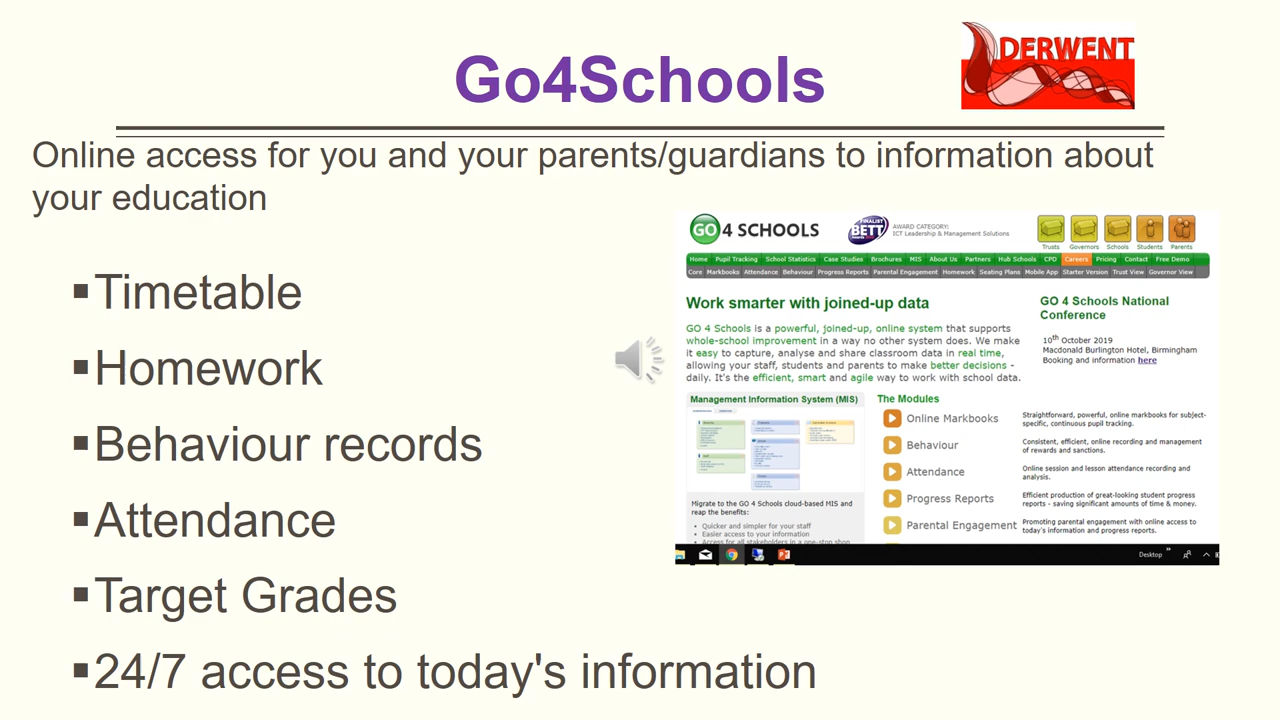 Go4Schools
DERWENT
Online access for you and your parents/guardians to information about
your education
▪Timetable
▪Homework
▪Behaviour records
▪Attendance
▪Target Grades
▪24/7 access to today's information
GO 4 SCHOOLS
FINALIST
BETT
AWARD CATEGORY:
ICT Leadership & Management Solutions
Trusts Governors Schools Students Parents
Home Pupil Tracking School Statistics Case Studies Brochures MIS About Us Partners Hub Schools CPD Careers Pricing Contact Free Demo
Core Markbooks Attendance Behaviour Progress Reports Parental Engagement Homework Seating Plans Mobile App Starter Version Trust View Governor View
Work smarter with joined-up data
GO 4 Schools is a powerful, joined-up, online system that supports
whole-school improvement in a way no other system does. We make
it easy to capture, analyse and share classroom data in real time,
allowing your staff, students and parents to make better decisions -
daily. It's the efficient, smart and agile way to work with school data.
GO 4 Schools National
Conference
10th October 2019
Macdonald Burlington Hotel, Birmingham
Booking and information here
Management Information System (MIS)
Migrate to the GO 4 Schools cloud-based MIS and
reap the benefits:
• Quicker and simpler for your staff
• Easier access to your information
• Access for all stakeholders in a one-stop shop
The Modules
Online Markbooks
Straightforward, powerful, online markbooks for subject-
specific, continuous pupil tracking.
Behaviour
Consistent, efficient, online recording and management
of rewards and sanctions.
Attendance
Online session and lesson attendance recording and
analysis.
Progress Reports
Efficient production of great-looking student progress
reports - saving significant amounts of time & money.
Parental Engagement
Promoting parental engagement with online access to
today's information and progress reports.
Desktop